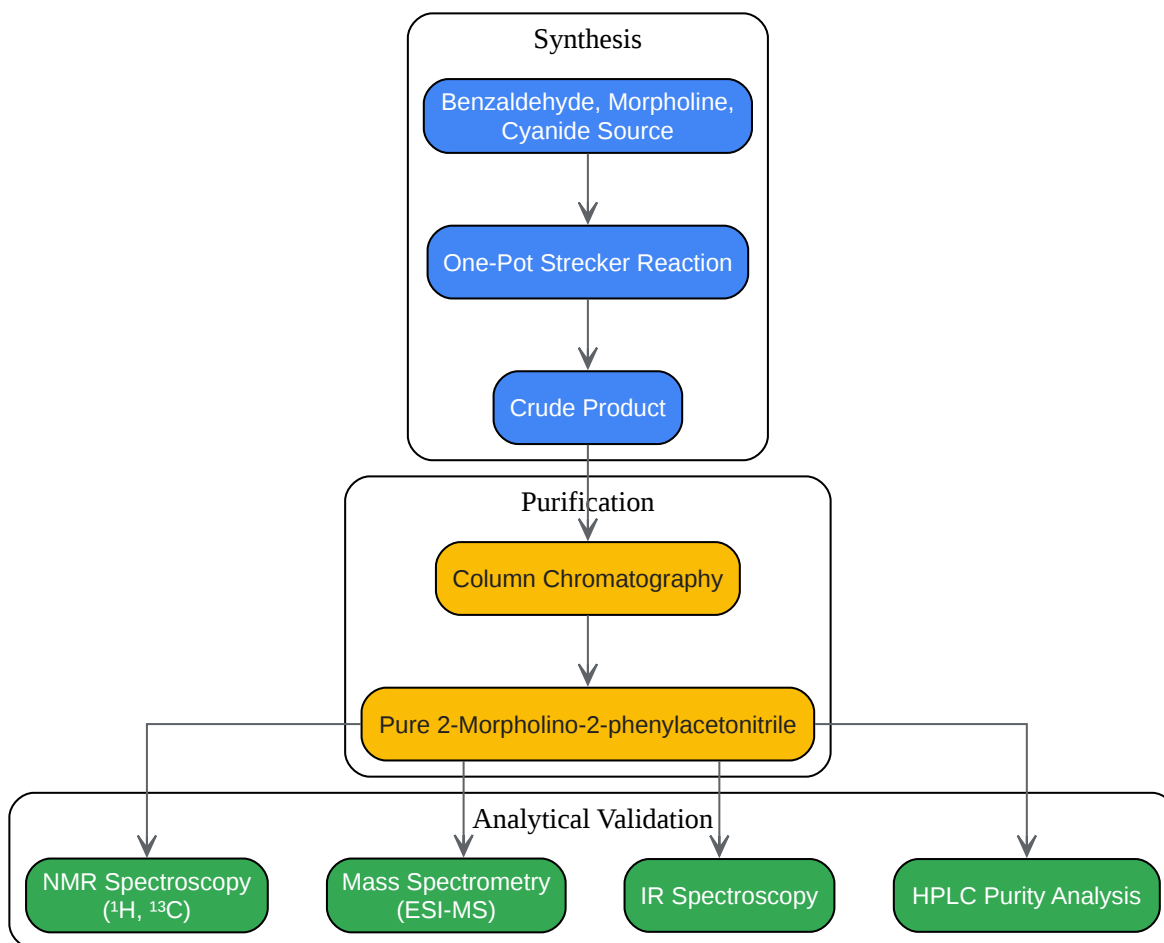 Synthesis
Benzaldehyde, Morpholine,
Cyanide Source
One-Pot Strecker Reaction
Crude Product
Purification
Column Chromatography
Pure 2-Morpholino-2-phenylacetonitrile
Analytical Validation
NMR Spectroscopy
(¹H, ¹³C)
Mass Spectrometry
(ESI-MS)
IR Spectroscopy
HPLC Purity Analysis